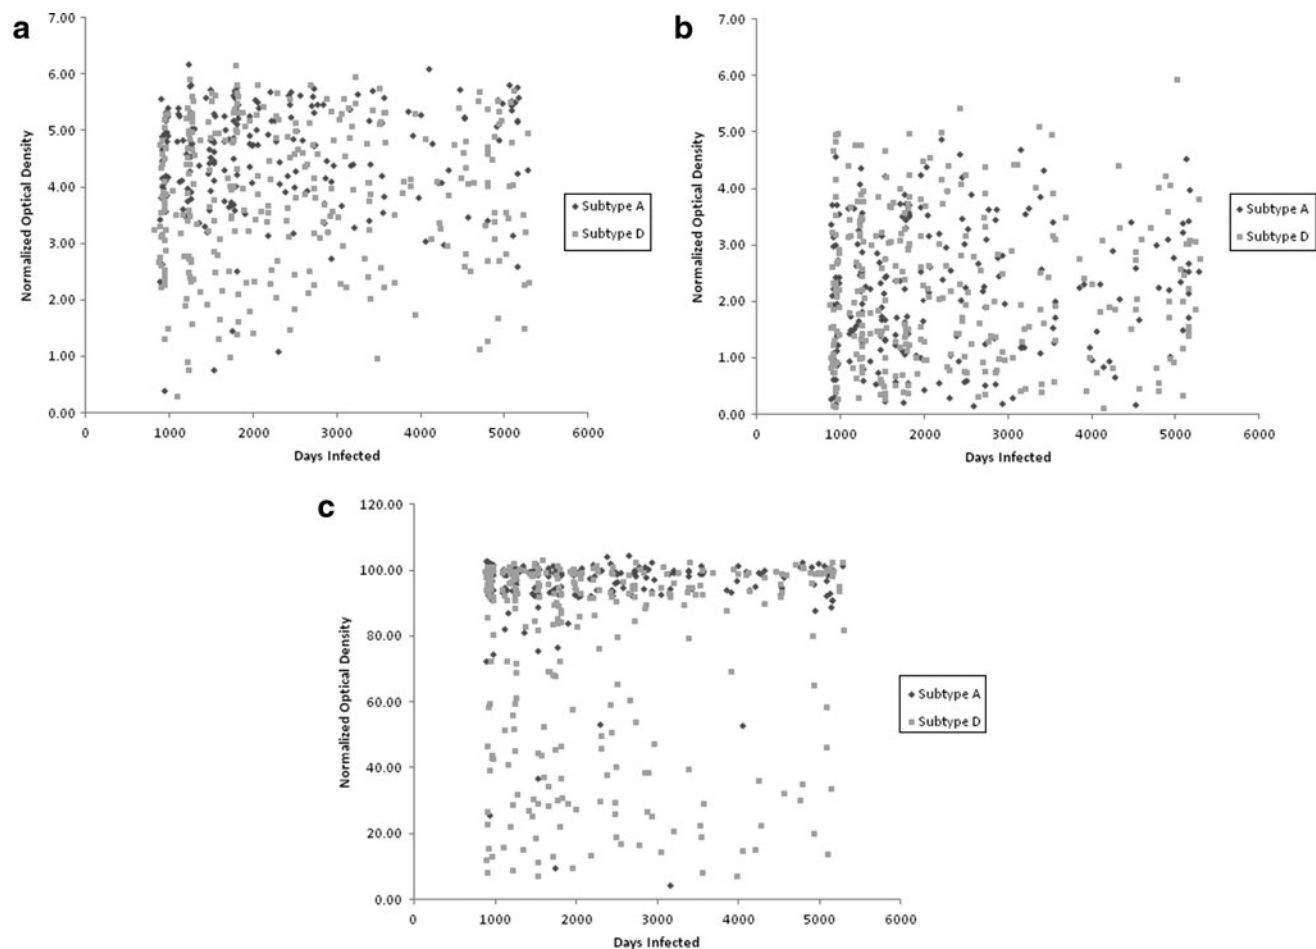 a
7.00
6.00
5.00
4.00
3.00
2.00
1.00
0.00
0 1000 2000 3000 4000 5000 6000
Normalized Optical Density
Days Infected
Subtype A
Subtype D
b
7.00
6.00
5.00
4.00
3.00
2.00
1.00
0.00
0 1000 2000 3000 4000 5000 6000
Normalized Optical Density
Days Infected
Subtype A
Subtype D
c
120.00
100.00
80.00
60.00
40.00
20.00
0.00
0 1000 2000 3000 4000 5000 6000
Normalized Optical Density
Days Infected
Subtype A
Subtype D